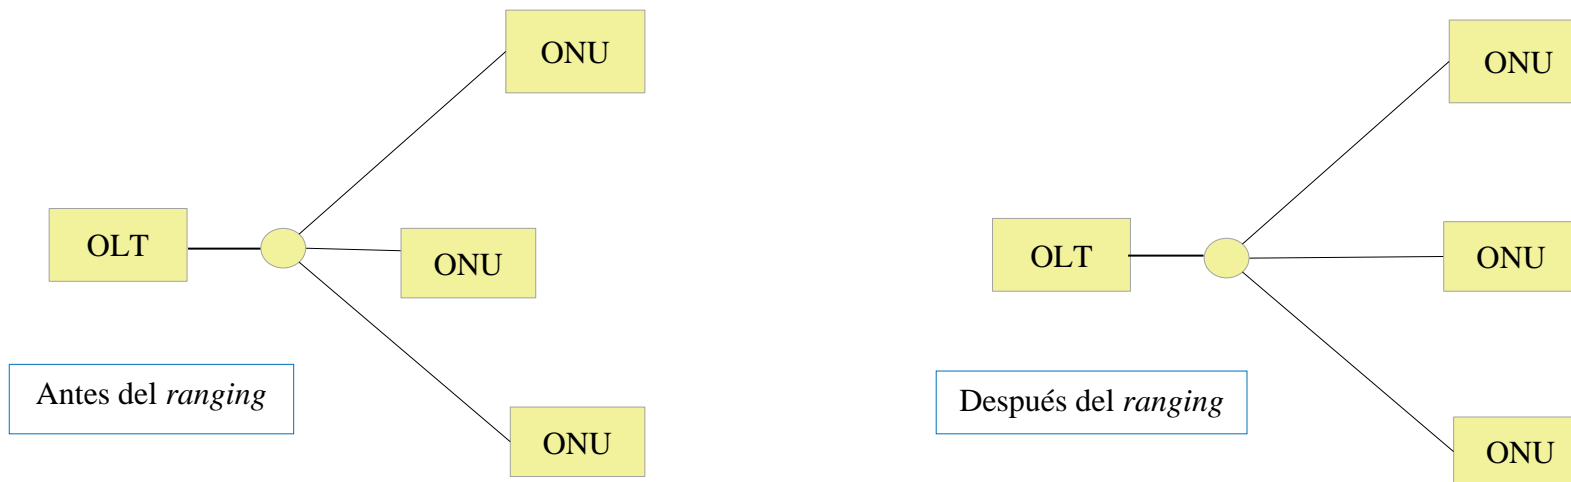 ONU
OLT
ONU
Antes del ranging
ONU
ONU
OLT
ONU
Después del ranging
ONU